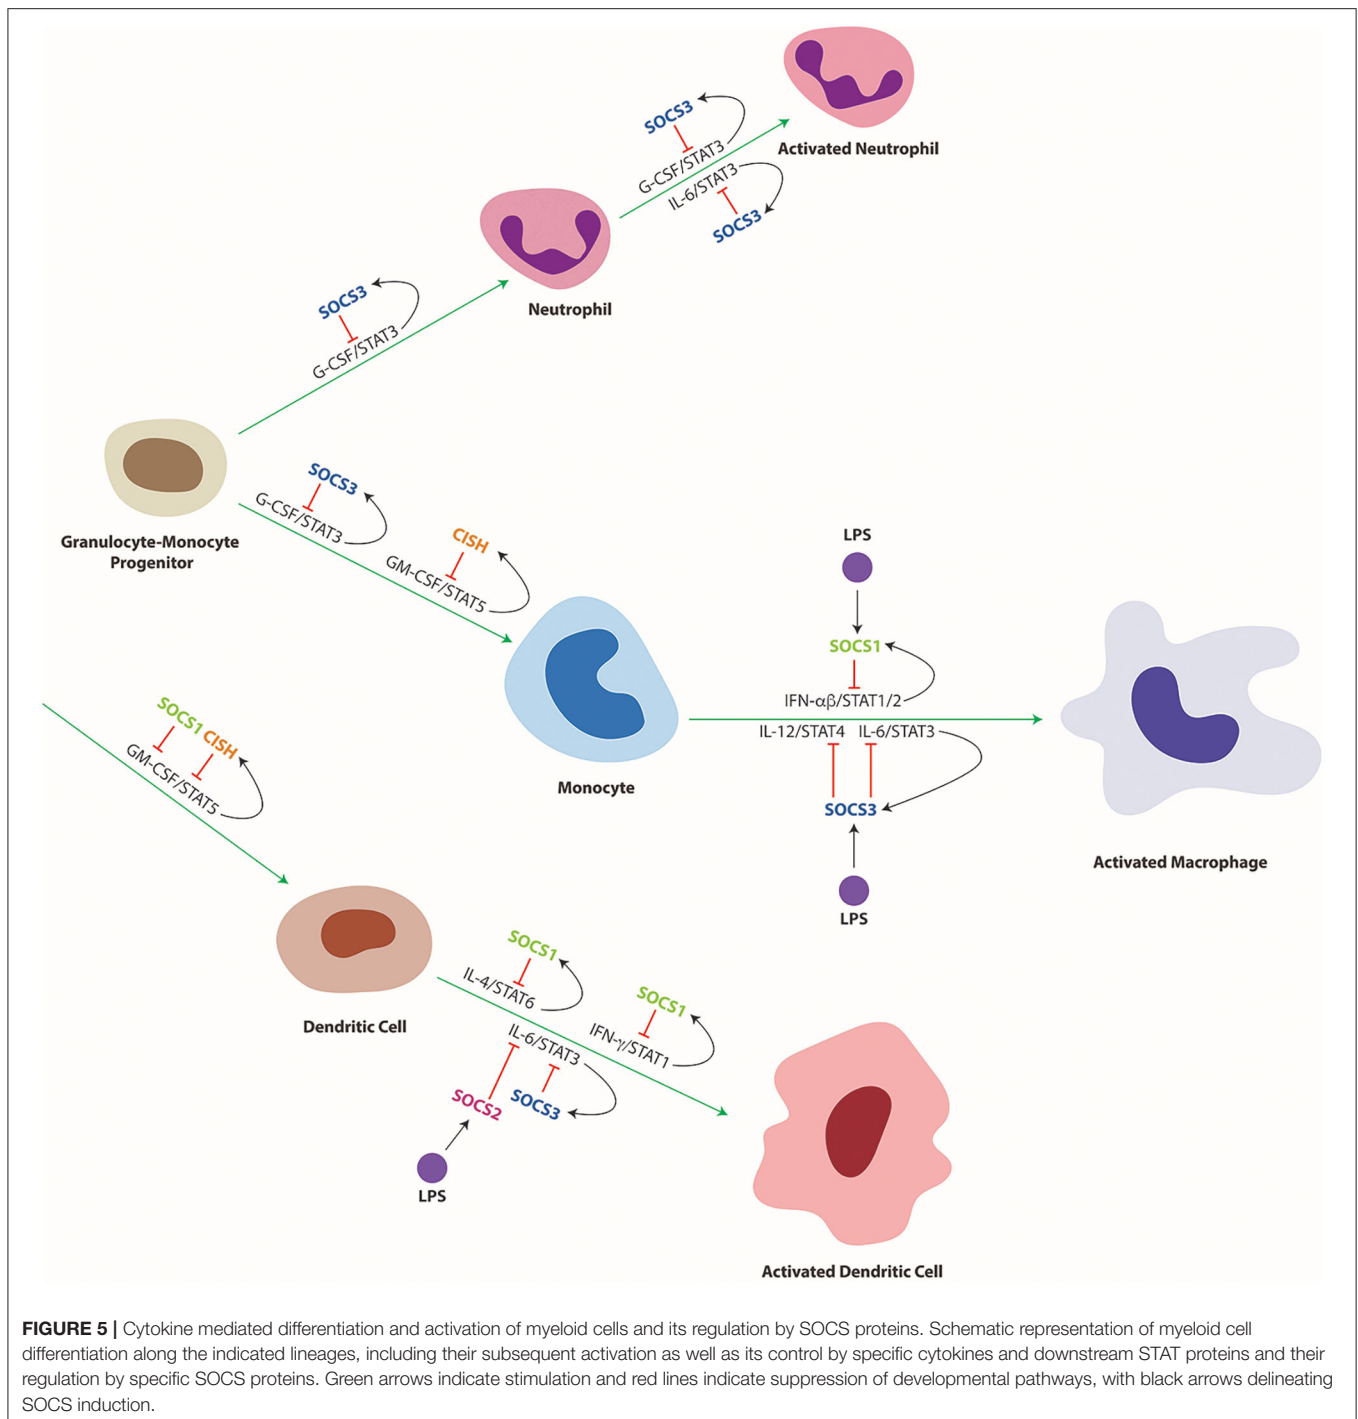 SOCS3
G-CSF/STAT3
IL-6/STAT3
SOCS3
Activated Neutrophil
SOCS3
G-CSF/STAT3
Neutrophil
Granulocyte-Monocyte
Progenitor
SOCS3
G-CSF/STAT3
CISH
GM-CSF/STAT5
Monocyte
LPS
SOCS1
IFN-αβ/STAT1/2
IL-12/STAT4 IL-6/STAT3
SOCS3
LPS
Activated Macrophage
SOCS1 CISH
GM-CSF/STAT5
Dendritic Cell
SOCS1
IL-4/STAT6
SOCS1
IFN-γ/STAT1
IL-6/STAT3
SOCS2 SOCS3
LPS
Activated Dendritic Cell
FIGURE 5 | Cytokine mediated differentiation and activation of myeloid cells and its regulation by SOCS proteins. Schematic representation of myeloid cell
differentiation along the indicated lineages, including their subsequent activation as well as its control by specific cytokines and downstream STAT proteins and their
regulation by specific SOCS proteins. Green arrows indicate stimulation and red lines indicate suppression of developmental pathways, with black arrows delineating
SOCS induction.